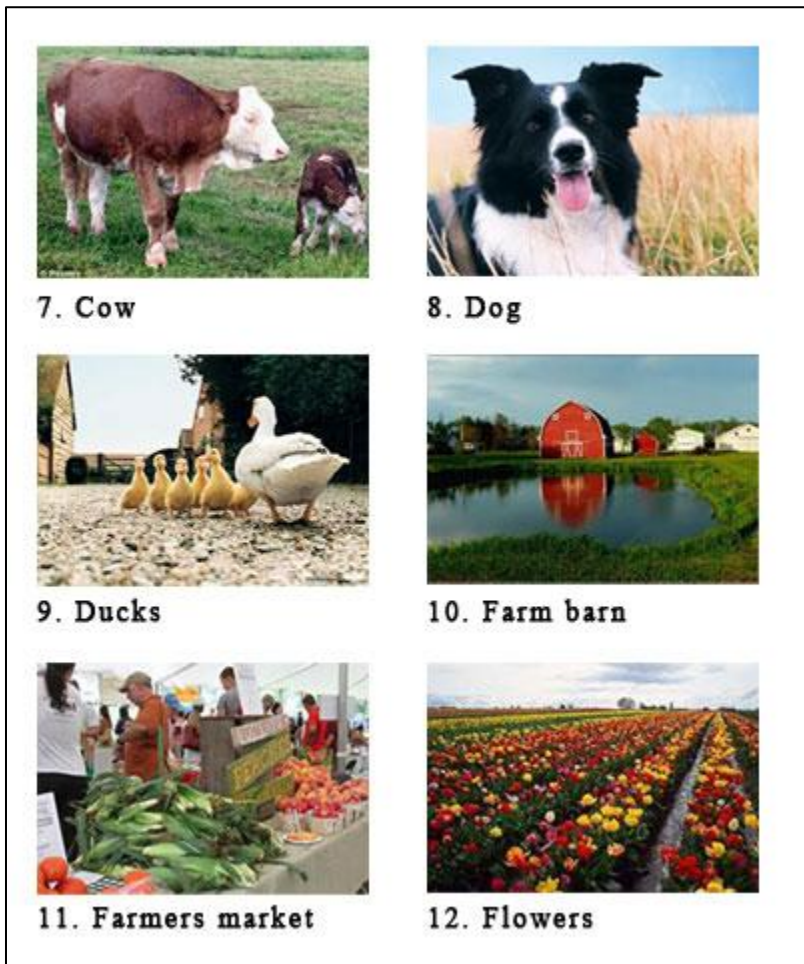 7. Cow
8. Dog
9. Ducks
10. Farm barn
11. Farmers market
12. Flowers